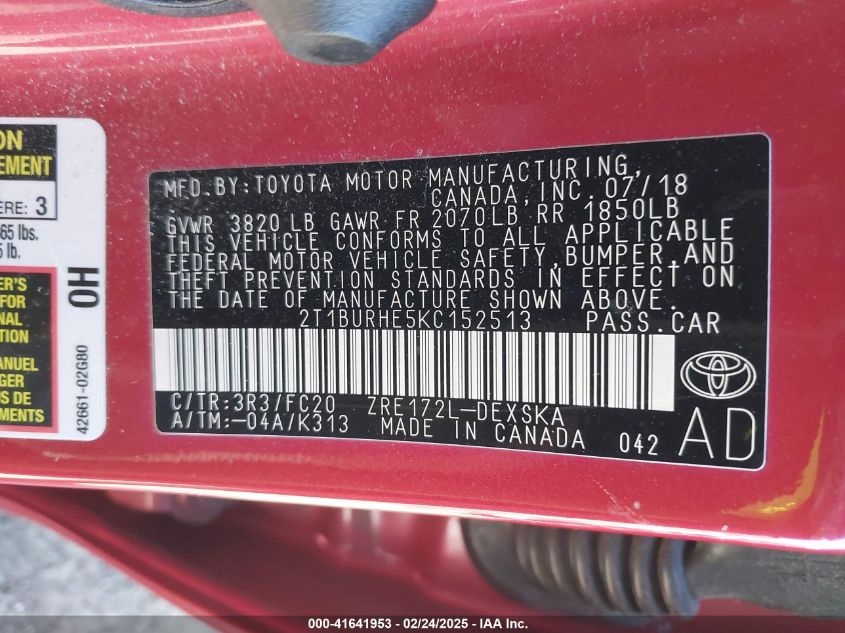 MFD. BY: TOYOTA MOTOR MANUFACTURING,
CANADA, INC. 07/18
GVWR 3820 LB GAWR FR 2070LB RR 1850LB
THIS VEHICLE CONFORMS TO ALL APPLICABLE
FEDERAL MOTOR VEHICLE SAFETY, BUMPER, AND
THEFT PREVENTION STANDARDS IN EFFECT ON
THE DATE OF MANUFACTURE SHOWN ABOVE.
2T1BURHE5KC152513 PASS.CAR
C/TR:3R3/FC20 ZRE172L-DEXSKA
A/TM:-04A/K313 MADE IN CANADA 042 AD
ON
EMENT
ERE: 3
65 lbs.
5 lb.
ER'S
FOR
NAL
TION
ANUEL
GER
S DE
MENTS
0H
42661-02G80
000-41641953 - 02/24/2025 - IAA Inc.